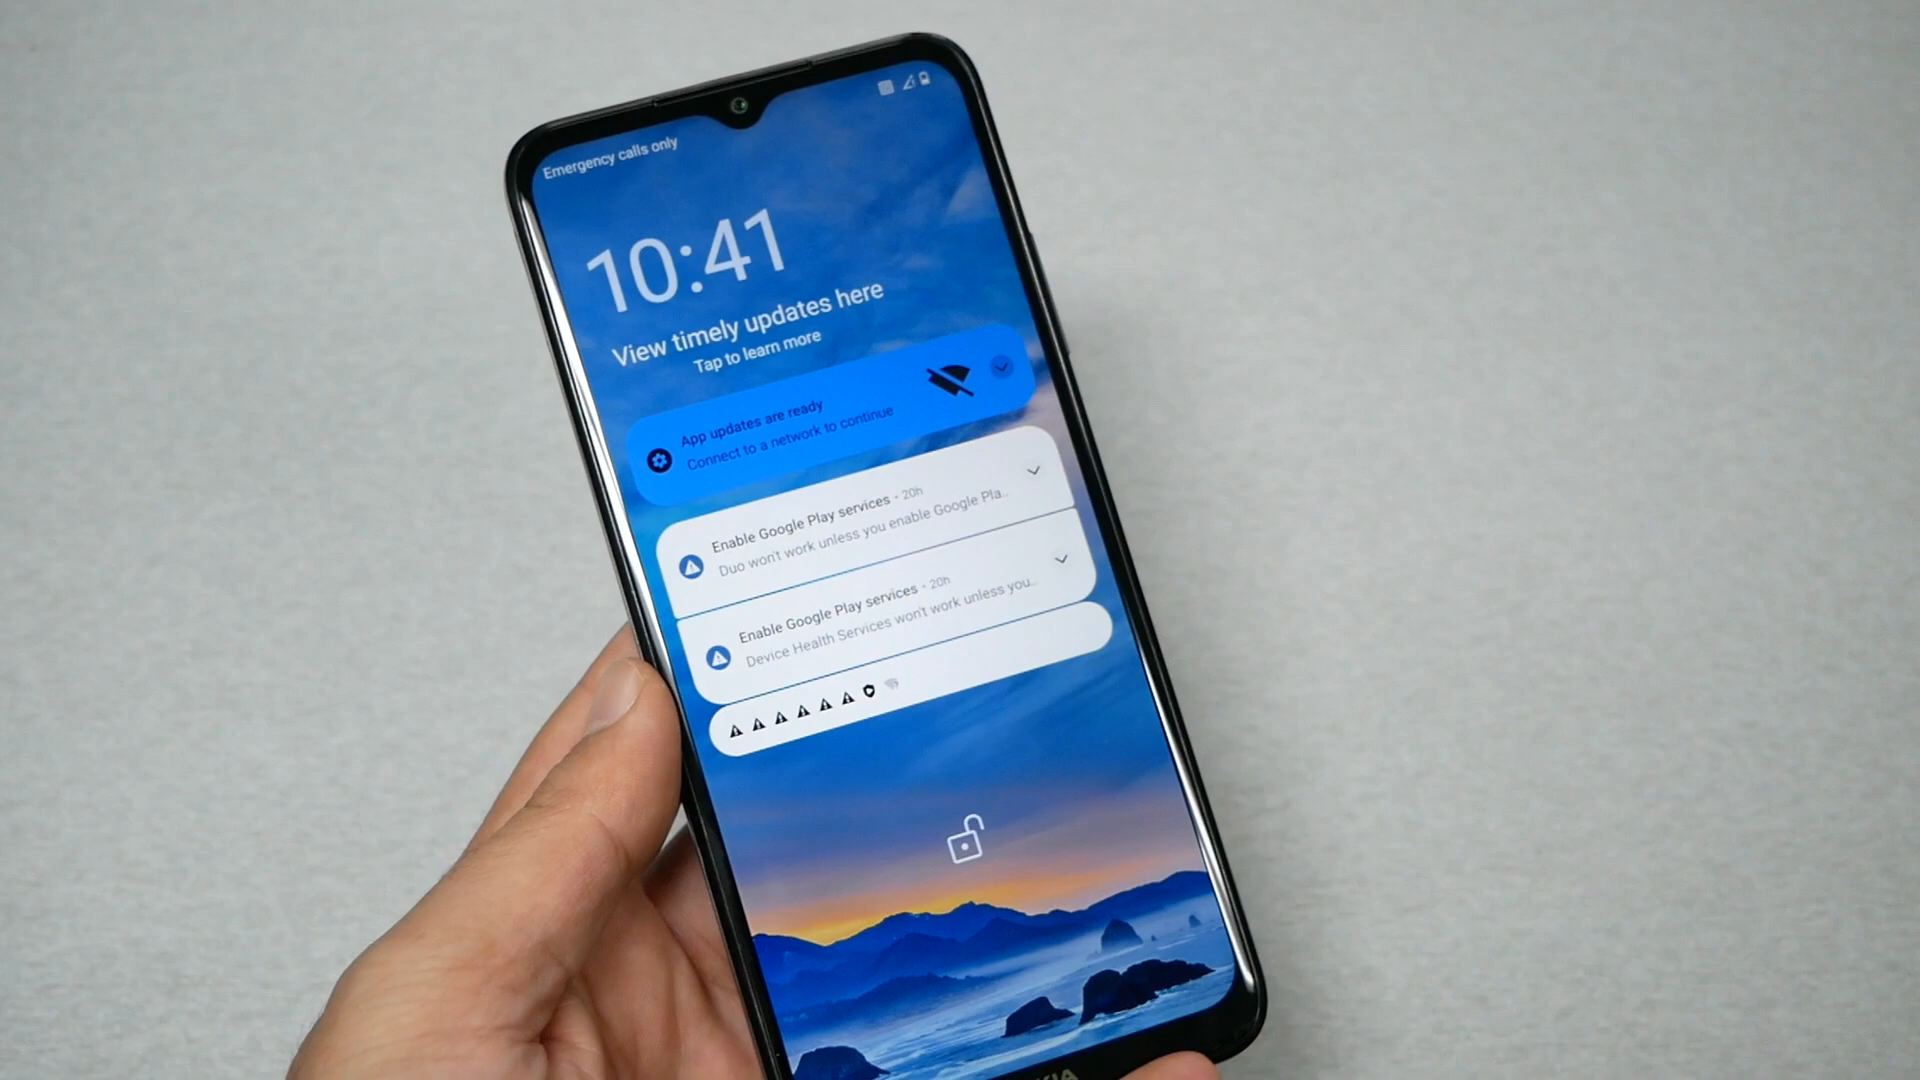 Emergency calls only
10:41
View timely updates here
Tap to learn more
App updates are ready
Connect to a network to continue
Enable Google Play services • 20h
Duo won't work unless you enable Google Pla..
Enable Google Play services • 20h
Device Health Services won't work unless you..